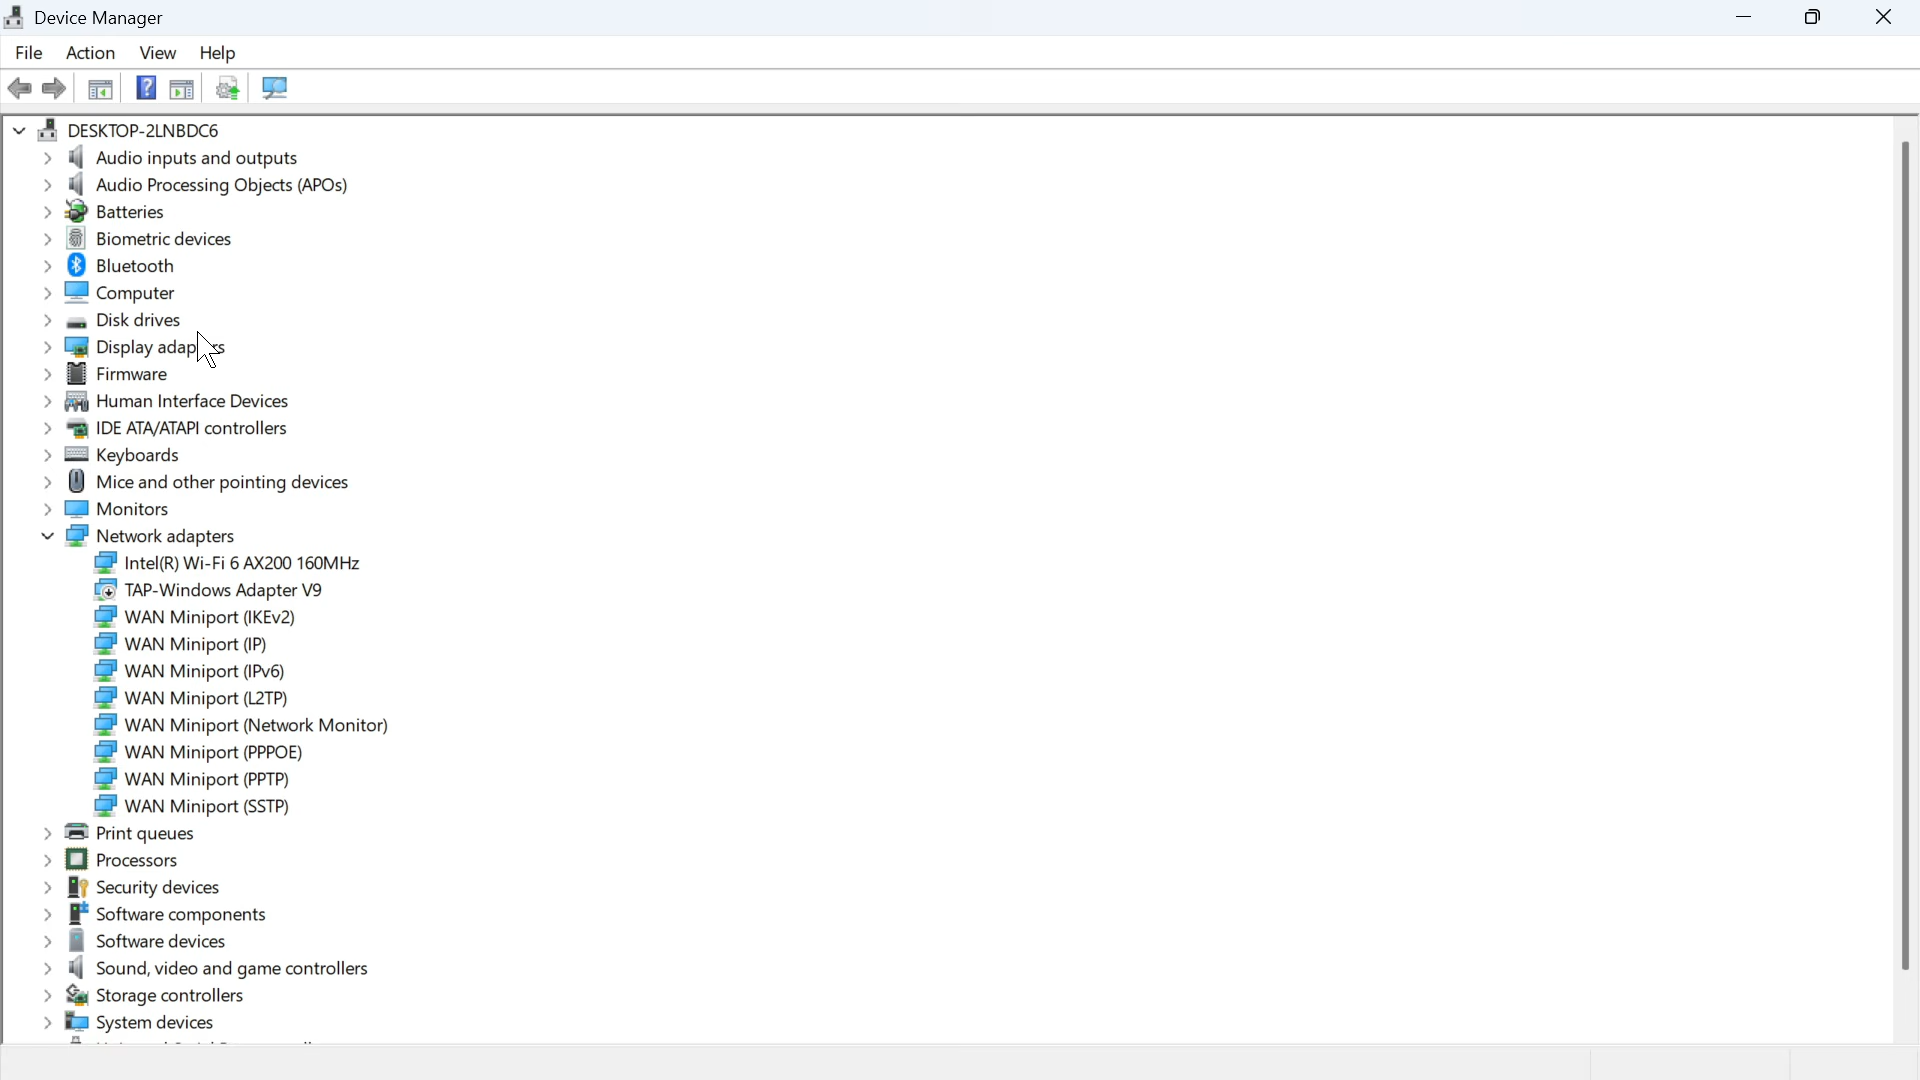 Device Manager
File Action View Help
DESKTOP-2LNBDC6
Audio inputs and outputs
Audio Processing Objects (APOs)
Batteries
Biometric devices
Bluetooth
Computer
Disk drives
Display adapters
Firmware
Human Interface Devices
IDE ATA/ATAPI controllers
Keyboards
Mice and other pointing devices
Monitors
Network adapters
Intel(R) Wi-Fi 6 AX200 160MHz
TAP-Windows Adapter V9
WAN Miniport (IKEv2)
WAN Miniport (IP)
WAN Miniport (IPv6)
WAN Miniport (L2TP)
WAN Miniport (Network Monitor)
WAN Miniport (PPPOE)
WAN Miniport (PPTP)
WAN Miniport (SSTP)
Print queues
Processors
Security devices
Software components
Software devices
Sound, video and game controllers
Storage controllers
System devices